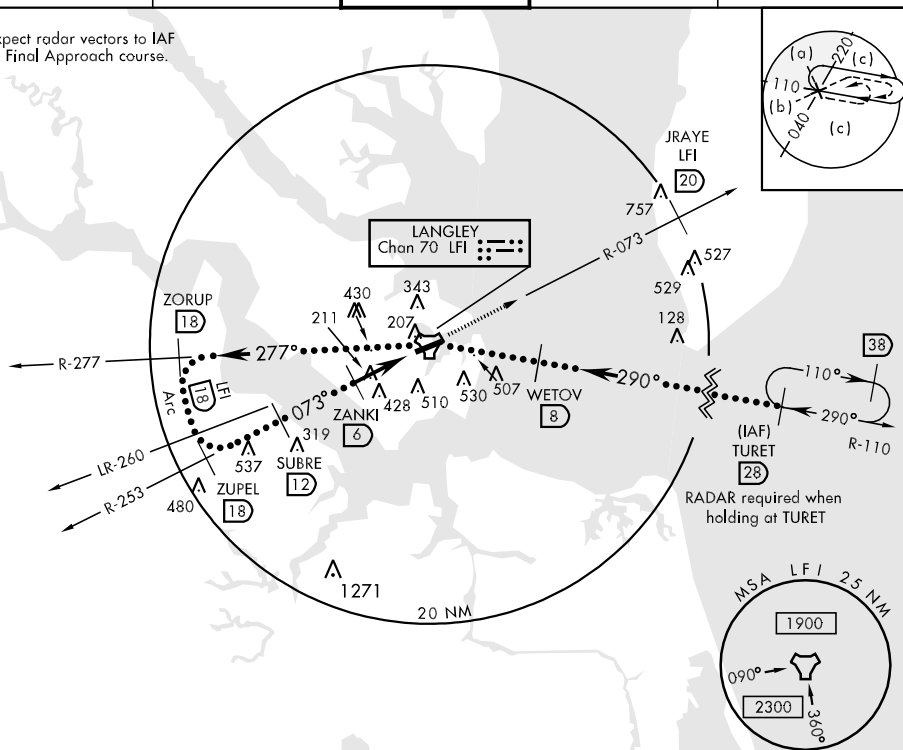 xpect radar vectors to IAF
Final Approach course.
(a)
220
(c)
110
(b)
040
(c)
JRAYE
LFI
20
757
R-073
LANGLEY
Chan 70 LFI
527
529
343
430
ZORUP
18
211
207
128
38
R-277
277°
110°
290°
507
WETOV
8
290°
R-110
Arc
LFI
18
073°
ZANKI
6
428
510
530
(IAF)
TURET
28
LR-260
319
SUBRE
12
537
R-253
ZUPEL
18
480
RADAR required when
holding at TURET
1271
20 NM
MSA LFI 25 NM
1900
090°
2300
360°